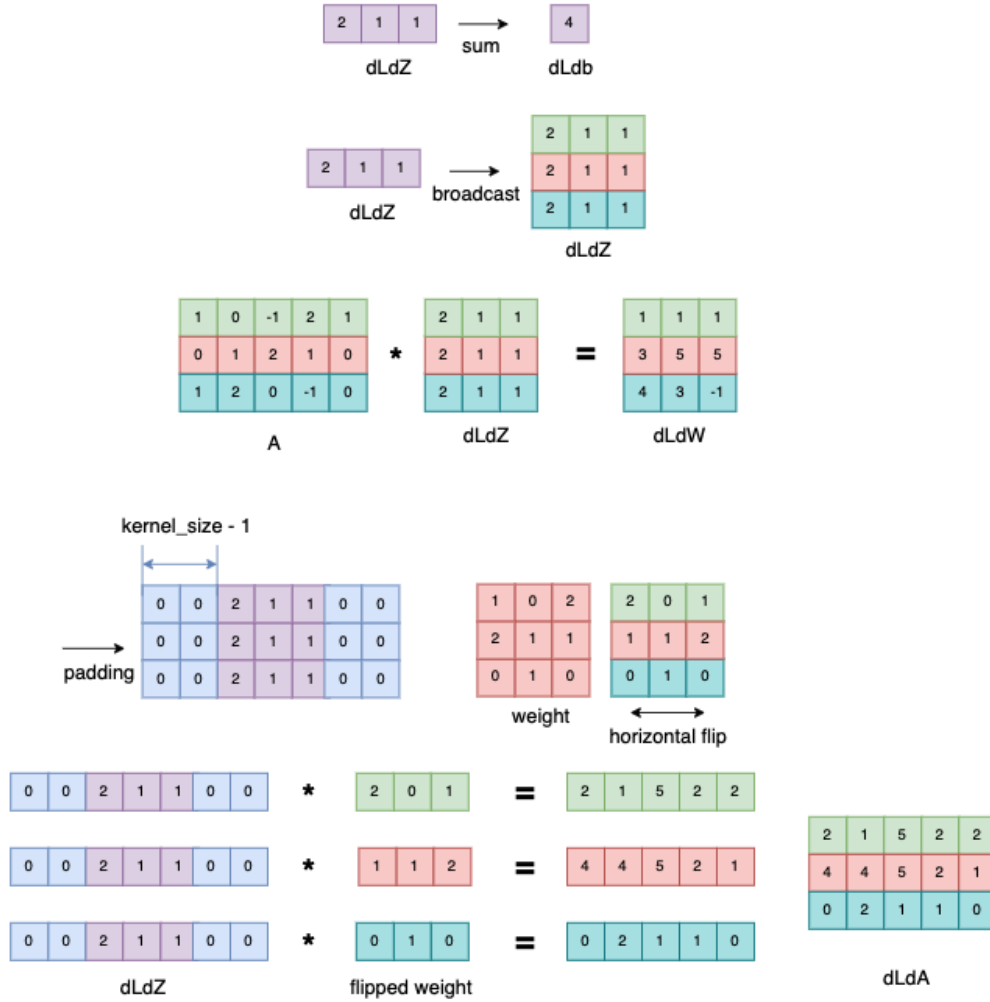 2 1 1 4
sum
dLdZ dLdb
2 1 1
2 1 1 2 1 1
broadcast
2 1 1
dLdZ
dLdZ
1 0 -1 2 1 2 1 1 1 1 1
0 1 2 1 0 * 2 1 1 = 3 5 5
1 2 0 -1 0 2 1 1 4 3 -1
A dLdZ dLdW
kernel_size - 1
0 0 2 1 1 0 0 1 0 2 2 0 1
0 0 2 1 1 0 0 2 1 1 1 1 2
padding
0 0 2 1 1 0 0 0 1 0 0 1 0
weight horizontal flip
0 0 2 1 1 0 0 * 2 0 1 = 2 1 5 2 2
2 1 5 2 2
0 0 2 1 1 0 0 * 1 1 2 = 4 4 5 2 1
4 4 5 2 1
0 2 1 1 0
0 0 2 1 1 0 0 * 0 1 0 = 0 2 1 1 0
dLdZ flipped weight dLdA